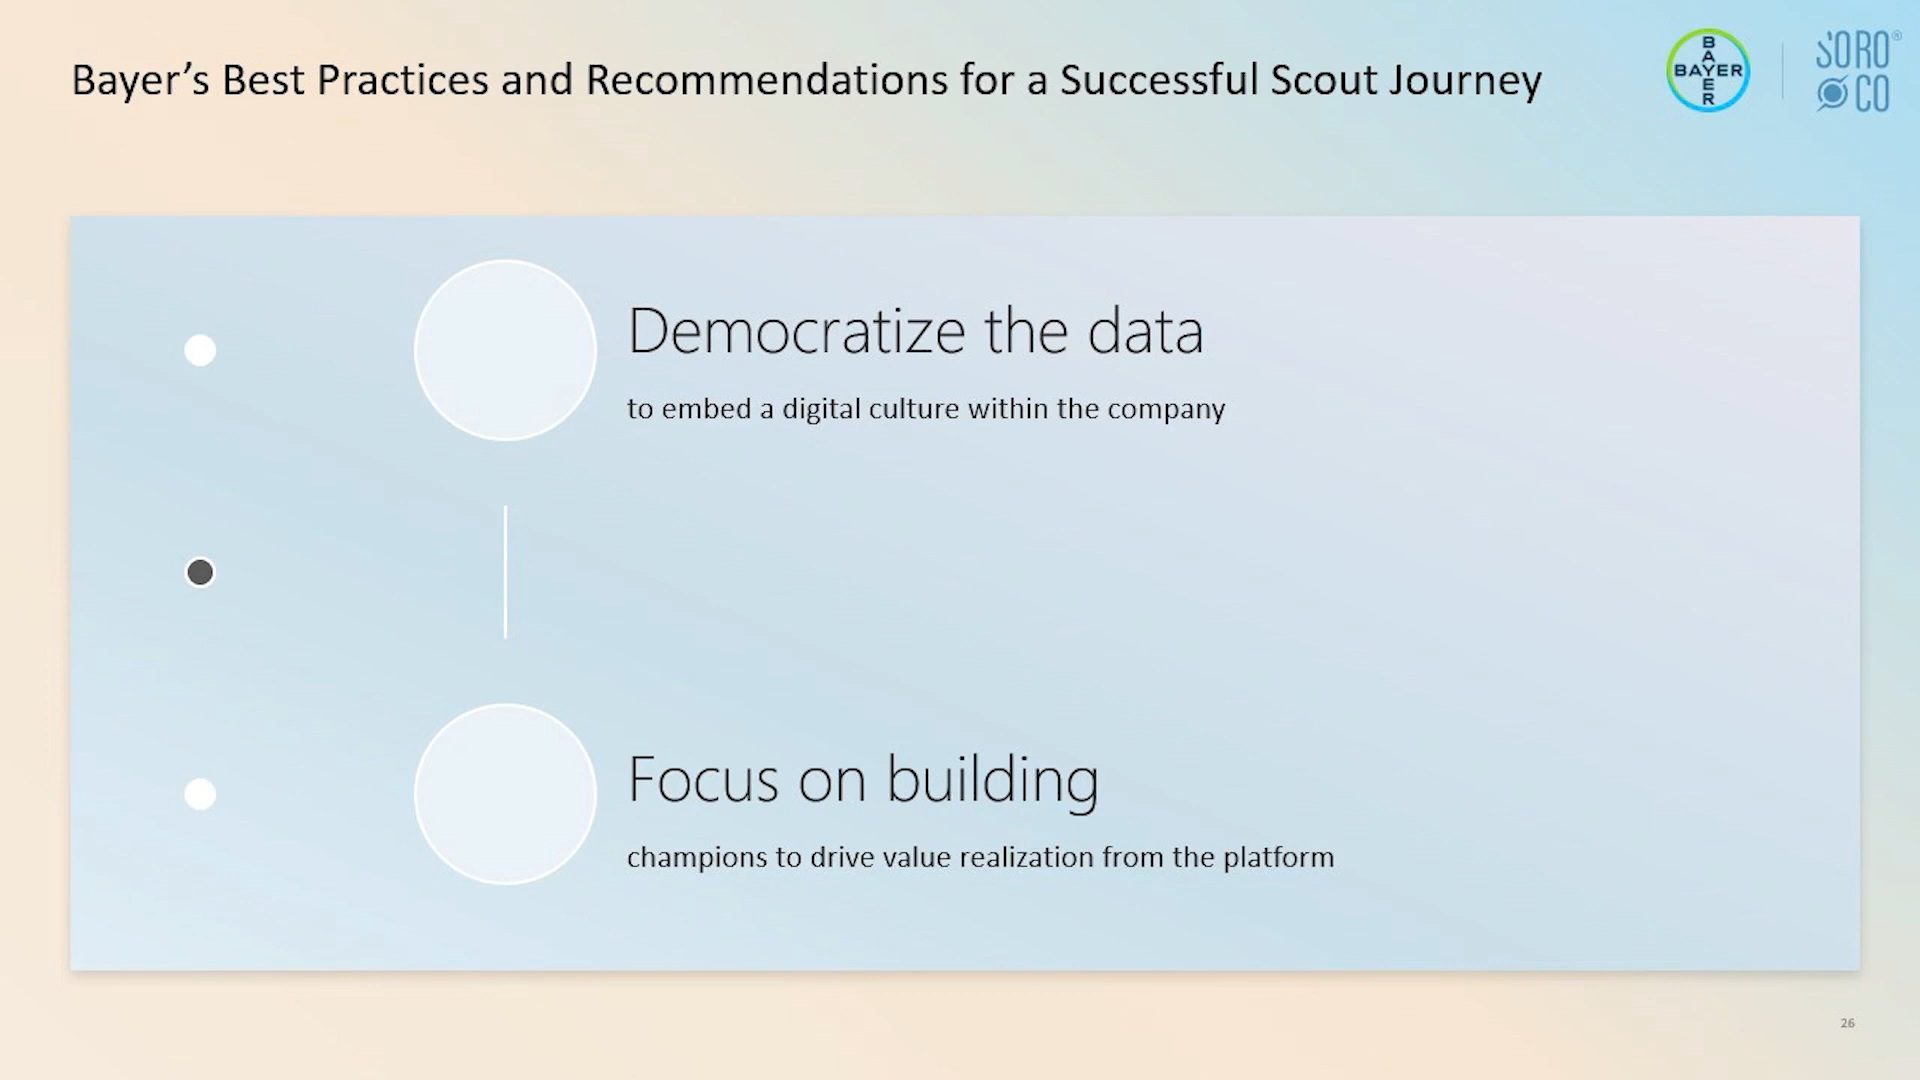 Bayer’s Best Practices and Recommendations for a Successful Scout Journey
B
A
BAYER
E
R
SORO®
CO
Democratize the data
to embed a digital culture within the company
Focus on building
champions to drive value realization from the platform
26